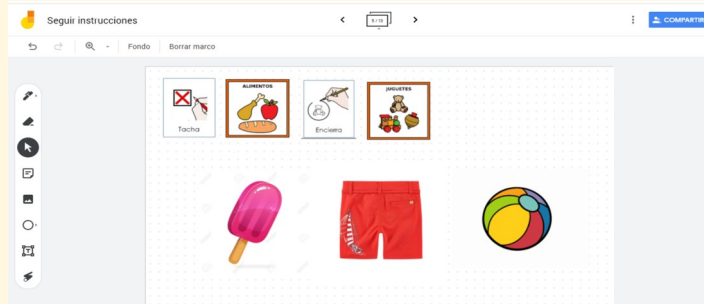 Seguir instrucciones
COMPARTIR
Fondo
Borrar marco
Tacha
ALIMENTOS
Encierra
JUGUETES